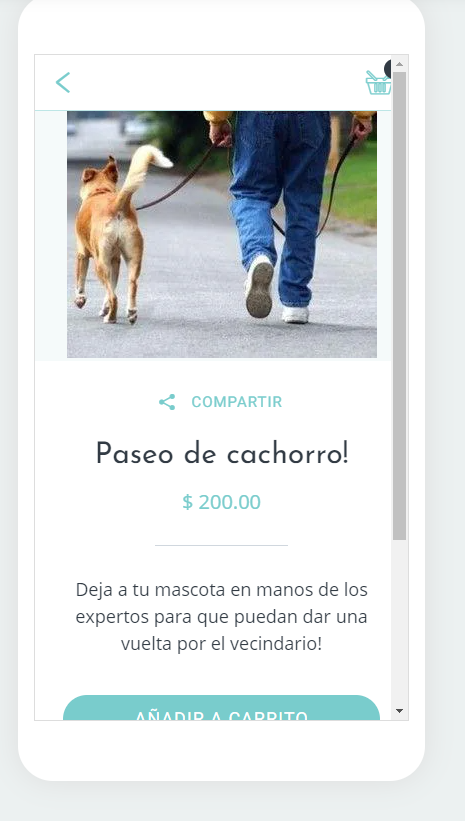 COMPARTIR
Paseo de cachorro!
$ 200.00
Deja a tu mascota en manos de los
expertos para que puedan dar una
vuelta por el vecindario!
AÑADIR A CARRITO